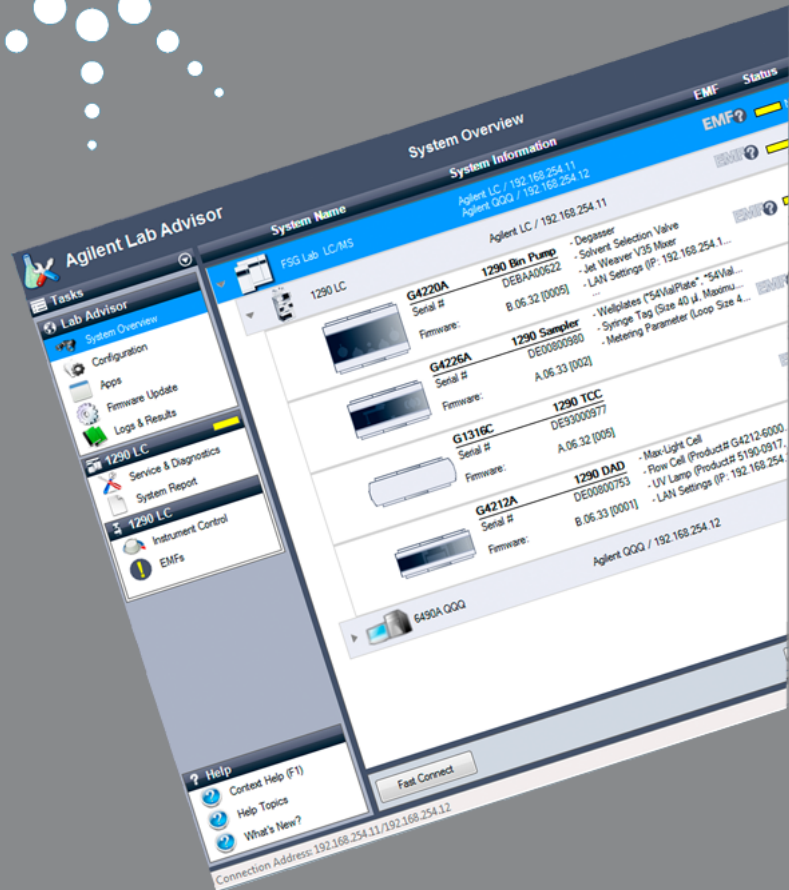 System Overview
System Name
System Information
EMF
Status
Agilent Lab Advisor
Tasks
Lab Advisor
System Overview
Configuration
Apps
Firmware Update
Logs & Results
1290 LC
Service & Diagnostics
System Report
1290 LC
Instrument Control
EMFs
Help
Context Help (F1)
Help Topics
What's New?
FSG Lab LC/MS
Agilent LC / 192.168.254.11
Agilent QQQ / 192.168.254.12
EMF?
1290 LC
Agilent LC / 192.168.254.11
EMF?
G4220A 1290 Bin Pump
Serial # DEBAA00622
Firmware: B.06.32 [0005]
- Degasser
- Solvent Selection Valve
- Jet Weaver V35 Mixer
- LAN Settings (IP: 192.168.254.1...
...
EMF?
G4226A 1290 Sampler
Serial # DE00800980
Firmware: A.06.33 [002]
- Wellplates ("54VialPlate", "54Vial...
- Syringe Tag (Size 40 µl, Maximu...
- Metering Parameter (Loop Size 4...
G1316C 1290 TCC
Serial # DE93000977
Firmware: A.06.32 [005]
G4212A 1290 DAD
Serial # DE00800753
Firmware: B.06.33 [0001]
- Max-Light Cell
- Flow Cell (Product# G4212-6000.
- UV Lamp (Product# 5190-0917,
- LAN Settings (IP: 192.168.254.
6490A QQQ
Agilent QQQ / 192.168.254.12
Fast Connect
Connection Address: 192.168.254.11/192.168.254.12